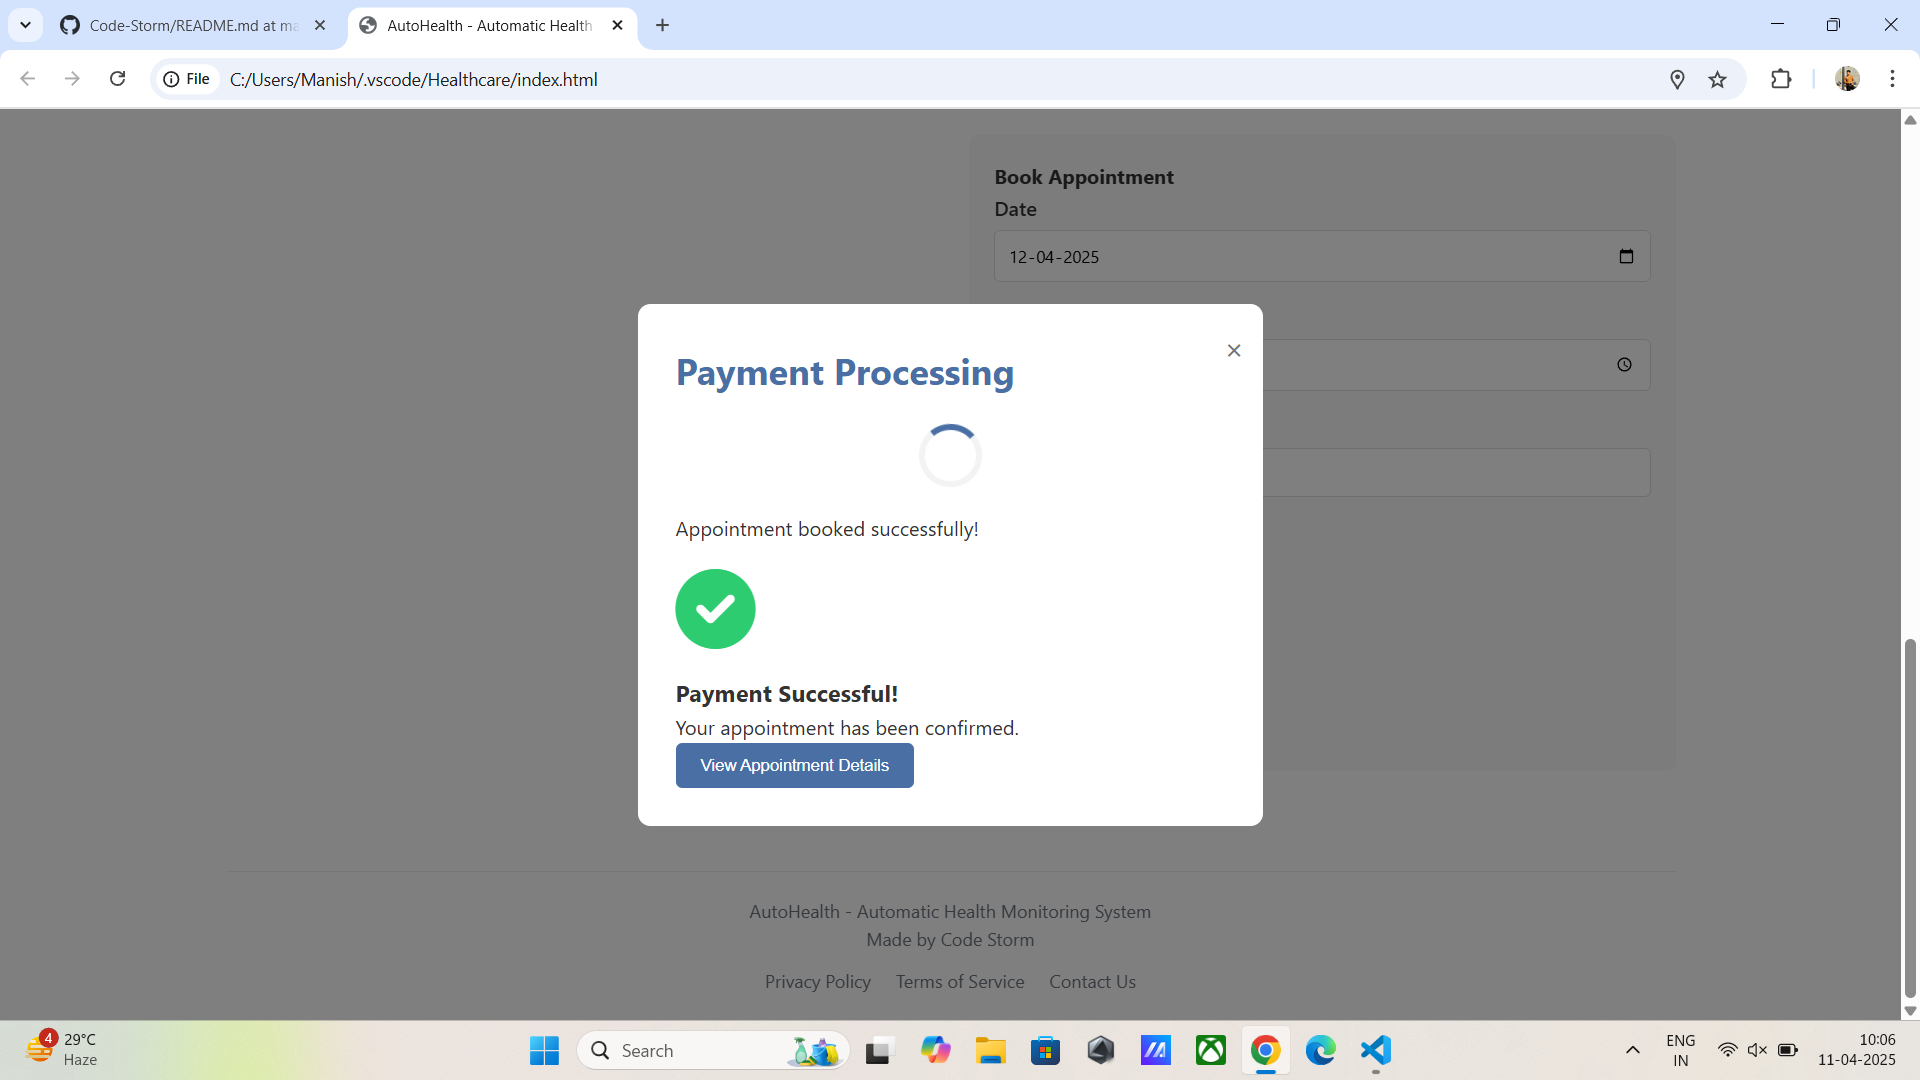 Code-Storm/README.md at ma
AutoHealth - Automatic Health
File
C:/Users/Manish/.vscode/Healthcare/index.html
Book Appointment
Date
12-04-2025
Payment Processing
Appointment booked successfully!
Payment Successful!
Your appointment has been confirmed.
View Appointment Details
AutoHealth - Automatic Health Monitoring System
Made by Code Storm
Privacy Policy Terms of Service Contact Us
4
29°C
Haze
Search
ENG
IN
10:06
11-04-2025